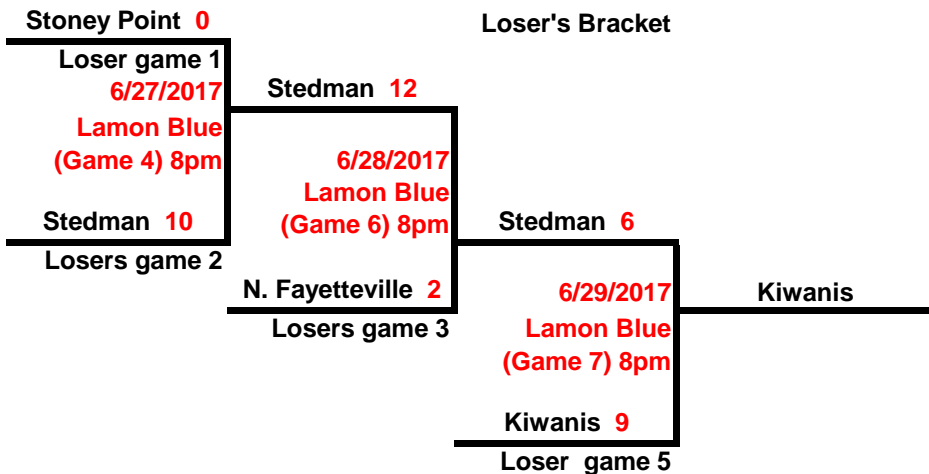 Stoney Point 0
Loser's Bracket
Loser game 1
6/27/2017
Lamon Blue
(Game 4) 8pm
Stedman 10
Losers game 2
Stedman 12
6/28/2017
Lamon Blue
(Game 6) 8pm
N. Fayetteville 2
Losers game 3
Stedman 6
6/29/2017
Lamon Blue
(Game 7) 8pm
Kiwanis 9
Loser game 5
Kiwanis